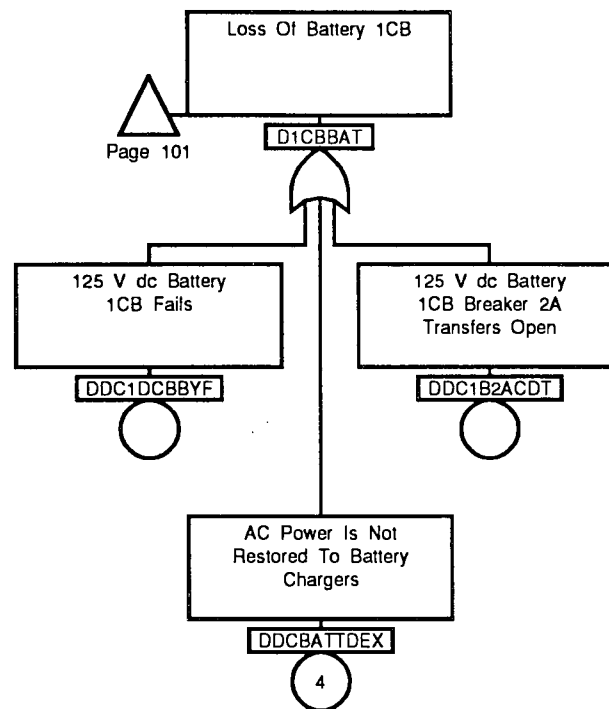 Loss Of Battery 1CB
Page 101
D1CBBAT
125 V dc Battery
1CB Fails
DDC1DCBBYF
125 V dc Battery
1CB Breaker 2A
Transfers Open
DDC1B2ACDT
AC Power Is Not
Restored To Battery
Chargers
DDCBATTDEX
4